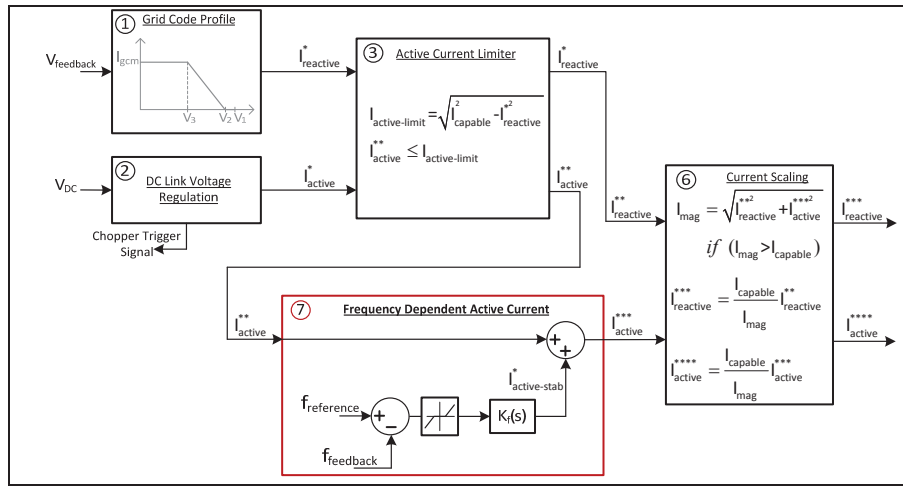 ① Grid Code Profile
V_feedback
I_gcm
V_3 V_2 V_1
I*_reactive
③ Active Current Limiter
I_active-limit = √(I²_capable - I*²_reactive)
I**_active ≤ I_active-limit
I*_reactive
② DC Link Voltage
Regulation
V_DC
I*_active
Chopper Trigger
Signal
I**_active
I**_reactive
⑥ Current Scaling
I_mag = √(I**²_reactive + I***²_active)
if (I_mag > I_capable)
I***_reactive = I_capable / I_mag I**_reactive
I****_active = I_capable / I_mag I***_active
I***_reactive
I****_active
⑦ Frequency Dependent Active Current
I**_active
+
+
I***_active
I*_active-stab
f_reference
+
−
K_f(s)
f_feedback